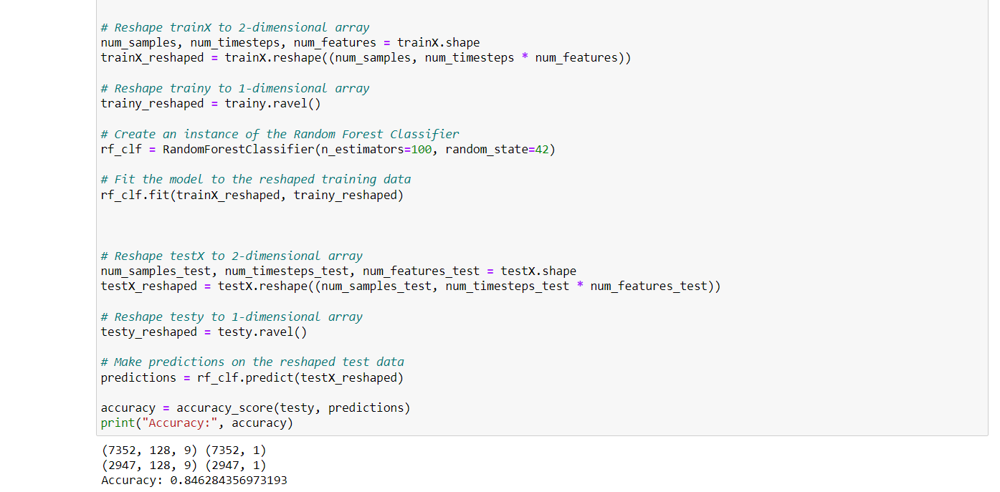 # Reshape trainX to 2-dimensional array
num_samples, num_timesteps, num_features = trainX.shape
trainX_reshaped = trainX.reshape((num_samples, num_timesteps * num_features))
# Reshape trainy to 1-dimensional array
trainy_reshaped = trainy.ravel()
# Create an instance of the Random Forest Classifier
rf_clf = RandomForestClassifier(n_estimators=100, random_state=42)
# Fit the model to the reshaped training data
rf_clf.fit(trainX_reshaped, trainy_reshaped)
# Reshape testX to 2-dimensional array
num_samples_test, num_timesteps_test, num_features_test = testX.shape
testX_reshaped = testX.reshape((num_samples_test, num_timesteps_test * num_features_test))
# Reshape testy to 1-dimensional array
testy_reshaped = testy.ravel()
# Make predictions on the reshaped test data
predictions = rf_clf.predict(testX_reshaped)
accuracy = accuracy_score(testy, predictions)
print("Accuracy:", accuracy)
(7352, 128, 9) (7352, 1)
(2947, 128, 9) (2947, 1)
Accuracy: 0.846284356973193